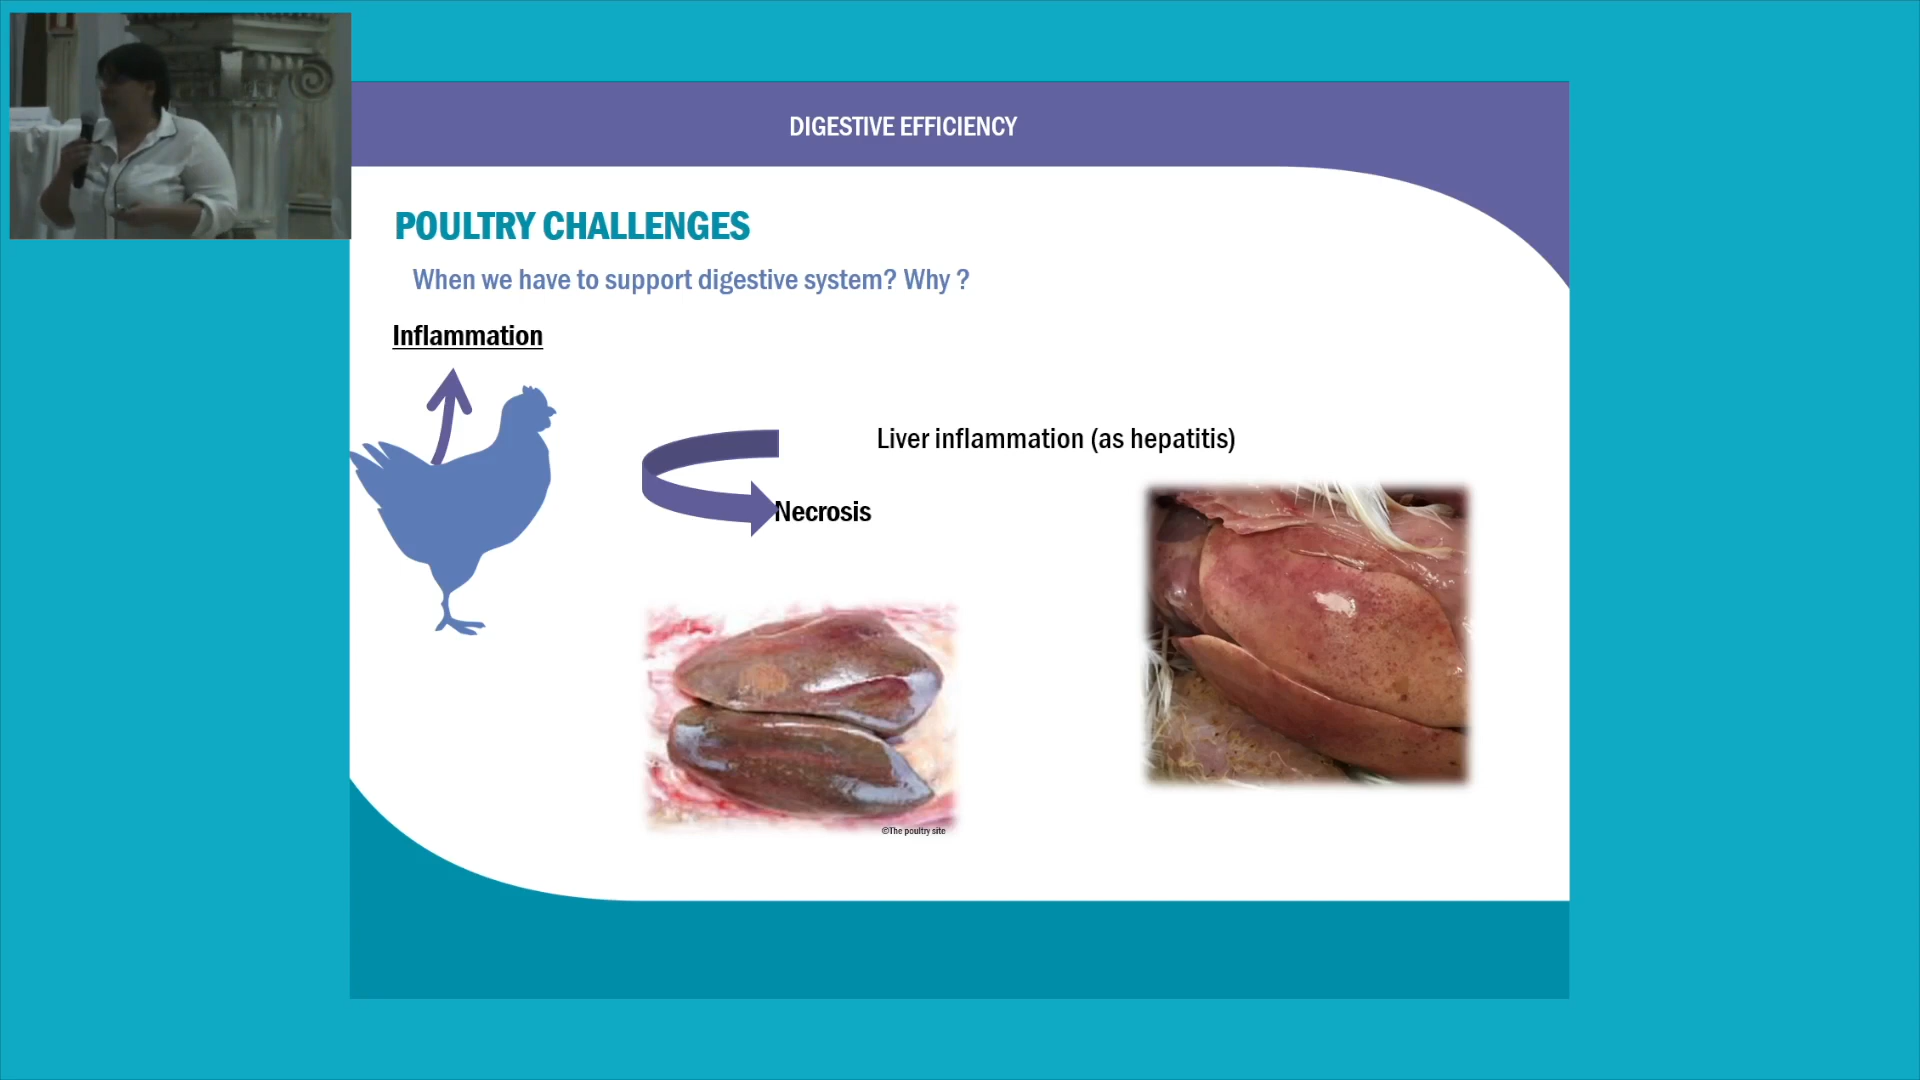 DIGESTIVE EFFICIENCY
POULTRY CHALLENGES
When we have to support digestive system? Why ?
Inflammation
Liver inflammation (as hepatitis)
Necrosis
©The poultry site